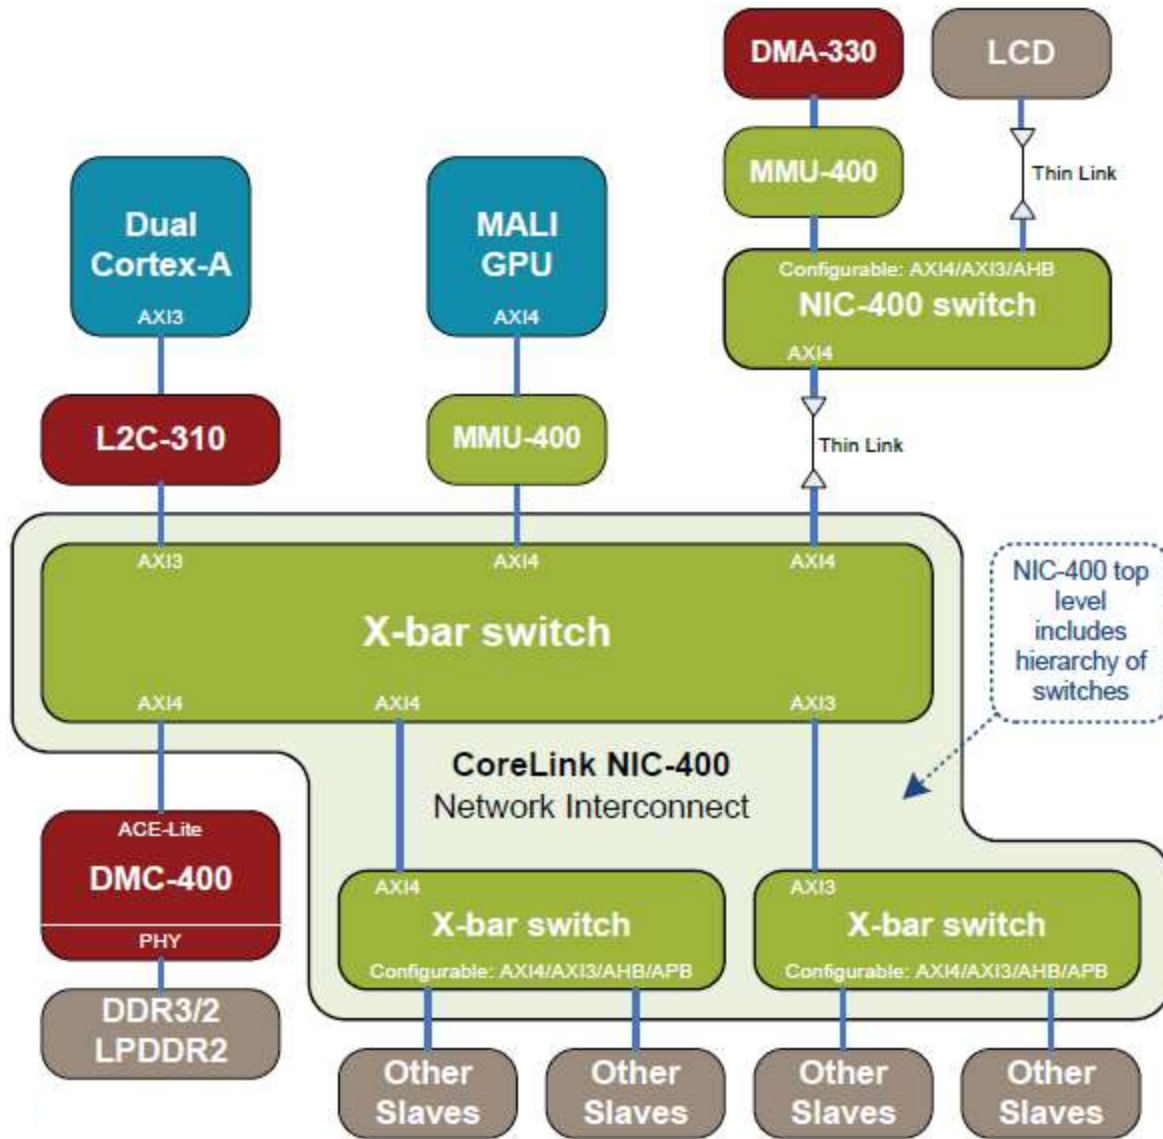 DMA-330
LCD
MMU-400
Thin Link
Dual
Cortex-A
AXI3
MALI
GPU
AXI4
Configurable: AXI4/AXI3/AHB
NIC-400 switch
AXI4
L2C-310
MMU-400
Thin Link
AXI3
AXI4
AXI4
X-bar switch
AXI4
AXI4
AXI3
NIC-400 top
level
includes
hierarchy of
switches
CoreLink NIC-400
Network Interconnect
ACE-Lite
DMC-400
PHY
DDR3/2
LPDDR2
AXI4
X-bar switch
Configurable: AXI4/AXI3/AHB/APB
AXI3
X-bar switch
Configurable: AXI4/AXI3/AHB/APB
Other
Slaves
Other
Slaves
Other
Slaves
Other
Slaves